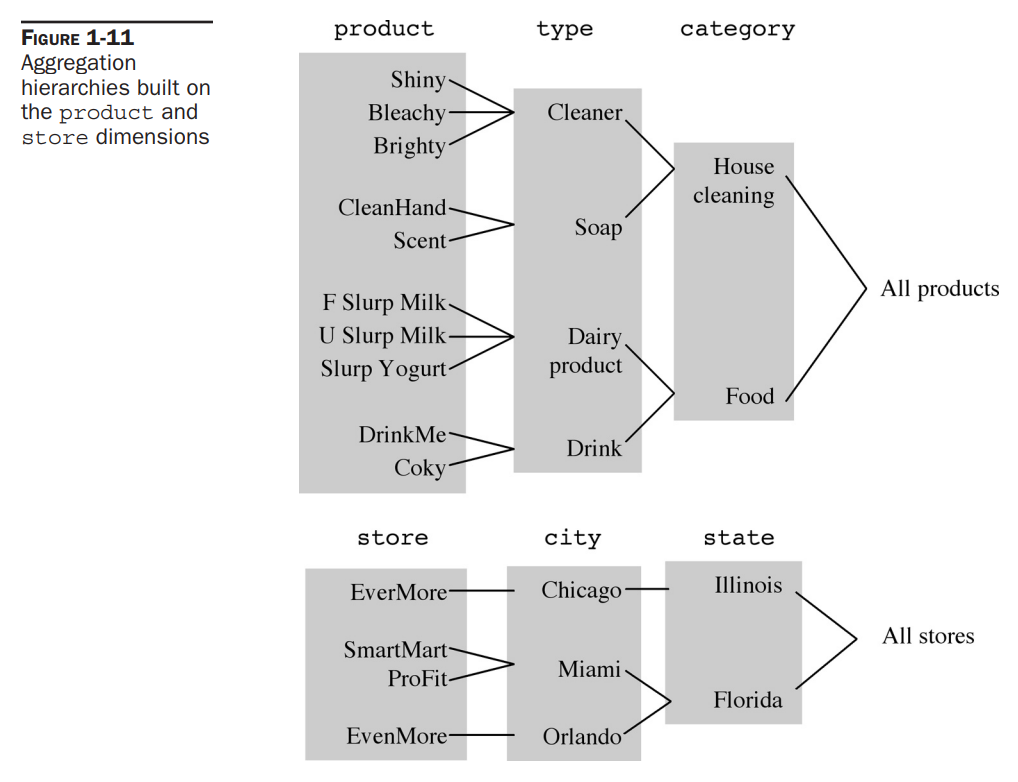 FIGURE 1-11
Aggregation
hierarchies built on
the product and
store dimensions
product type category
Shiny
Bleachy
Brighty
CleanHand
Scent
F Slurp Milk
U Slurp Milk
Slurp Yogurt
DrinkMe
Coky
Cleaner
Soap
Dairy
product
Drink
House
cleaning
Food
All products
store city state
EverMore
SmartMart
ProFit
EvenMore
Chicago
Miami
Orlando
Illinois
Florida
All stores